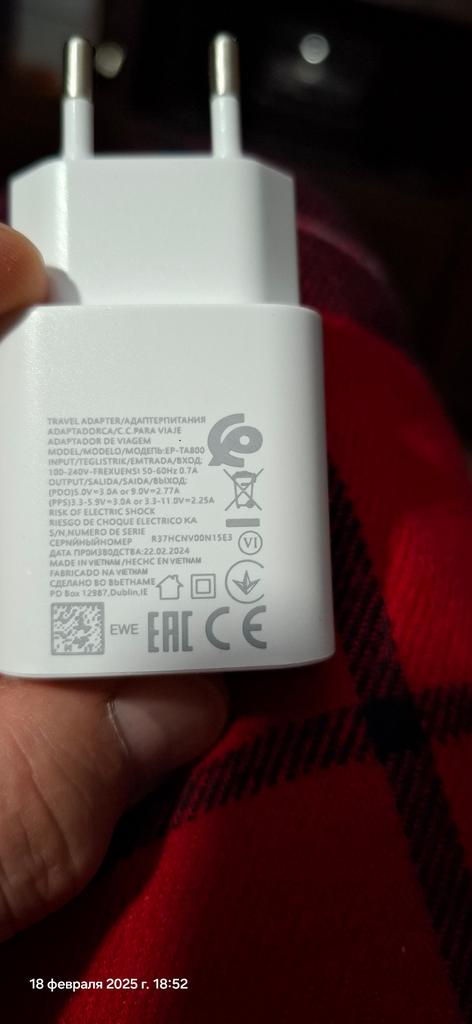 TRAVEL ADAPTER/АДАПТЕРПИТАНИЯ
ADAPTADORCA/C.C.PARA VIAJE
ADAPTADOR DE VIAGEM
MODEL/MODELO/МОДЕЛЬ:EP-TA800
INPUT/TEGLISTRIK/EMTRADA/ВХОД:
100-240V-FREXUENSI 50-60Hz 0.7A
OUTPUT/SALIDA/SAIDA/ВЫХОД:
(PDO)5.0V=3.0A or 9.0V=2.77A
(PPS)3.3-5.9V=3.0A or 3.3-11.0V=2.25A
RISK OF ELECTRIC SHOCK
RIESGO DE CHOQUE ELECTRICO KA
S/N,NUMERO DE SERIE
СЕРНЙНЫЙНОМЕР R37HCNV00N15E3
ДАТА ПРОИЗВОДСТВА:22.02.2024
MADE IN VIETNAM/HECHC EN VIETNAM
FABRICADO NA VIETNAM
СДЕЛАНО ВО ВЬЕТНАМЕ
PO Box 12987,Dublin,IE
VI
EWE EAC CE
18 февраля 2025 г. 18:52